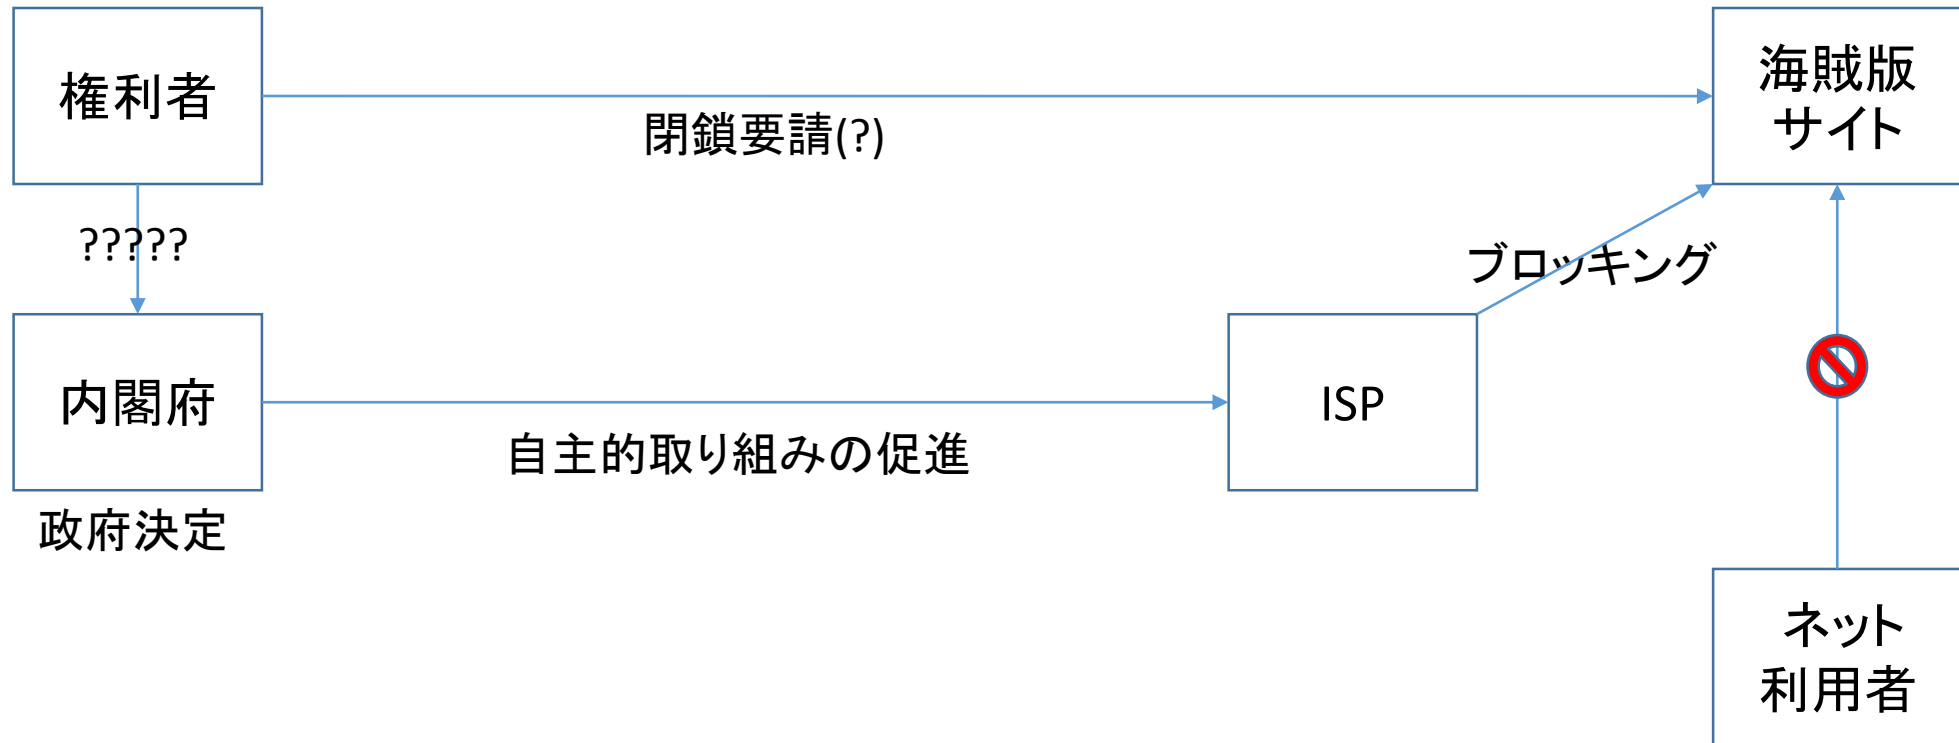 権利者
海賊版
サイト
閉鎖要請(?)
?????
ブロッキング
内閣府
ISP
自主的取り組みの促進
政府決定
ネット
利用者